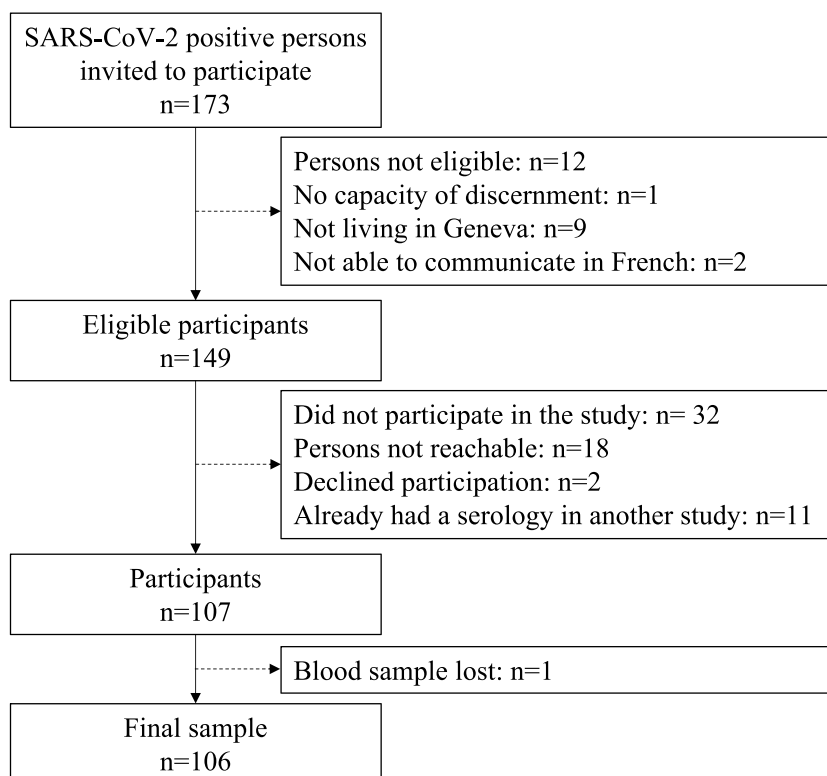 SARS-CoV-2 positive persons
invited to participate
n=173
Persons not eligible: n=12
No capacity of discernment: n=1
Not living in Geneva: n=9
Not able to communicate in French: n=2
Eligible participants
n=149
Did not participate in the study: n= 32
Persons not reachable: n=18
Declined participation: n=2
Already had a serology in another study: n=11
Participants
n=107
Blood sample lost: n=1
Final sample
n=106